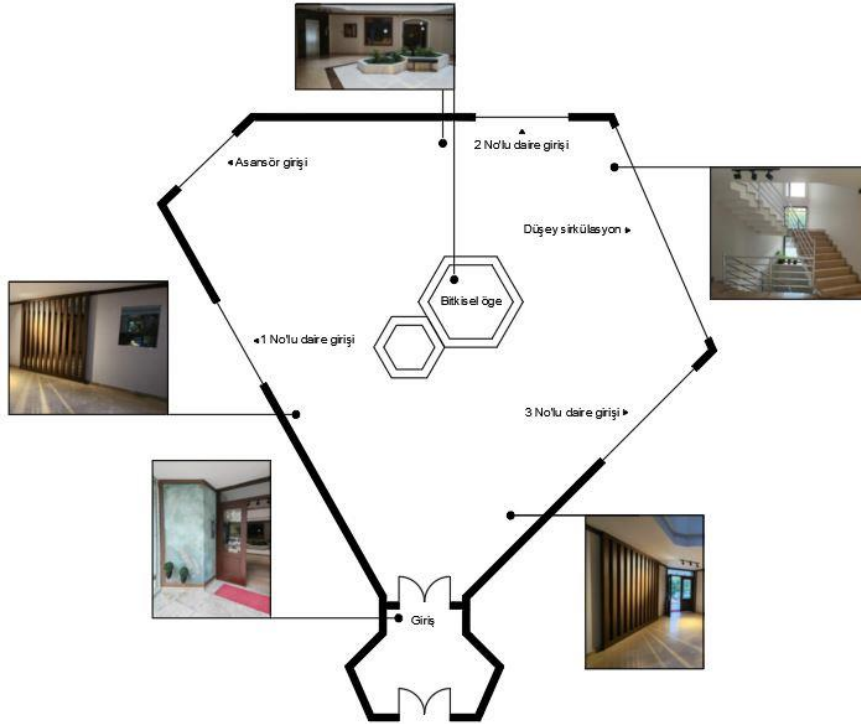 2 No'lu daire girişi
Asansör girişi
Düşey sirkülasyon
Bitkisel öge
1 No'lu daire girişi
3 No'lu daire girişi
Giriş